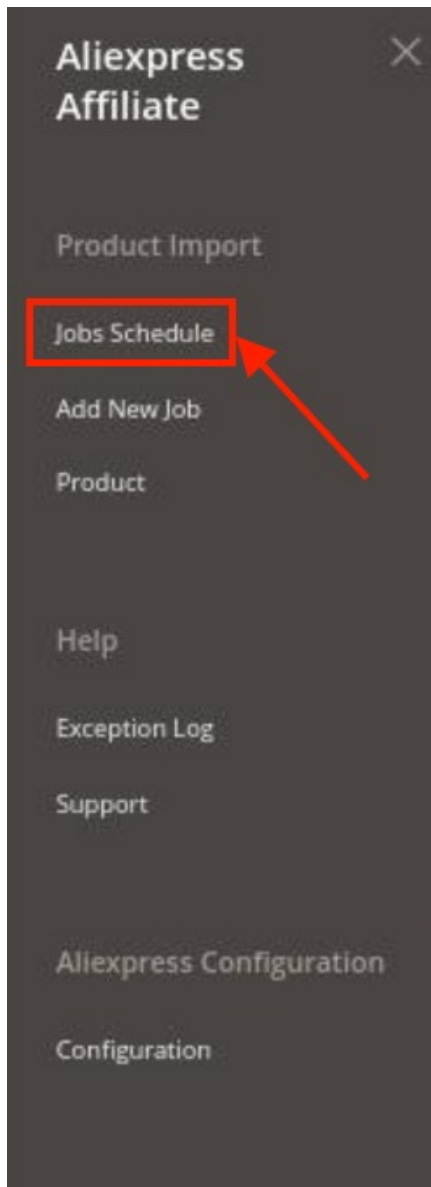 Aliexpress
Affiliate
Product Import
Jobs Schedule
Add New Job
Product
Help
Exception Log
Support
Aliexpress Configuration
Configuration